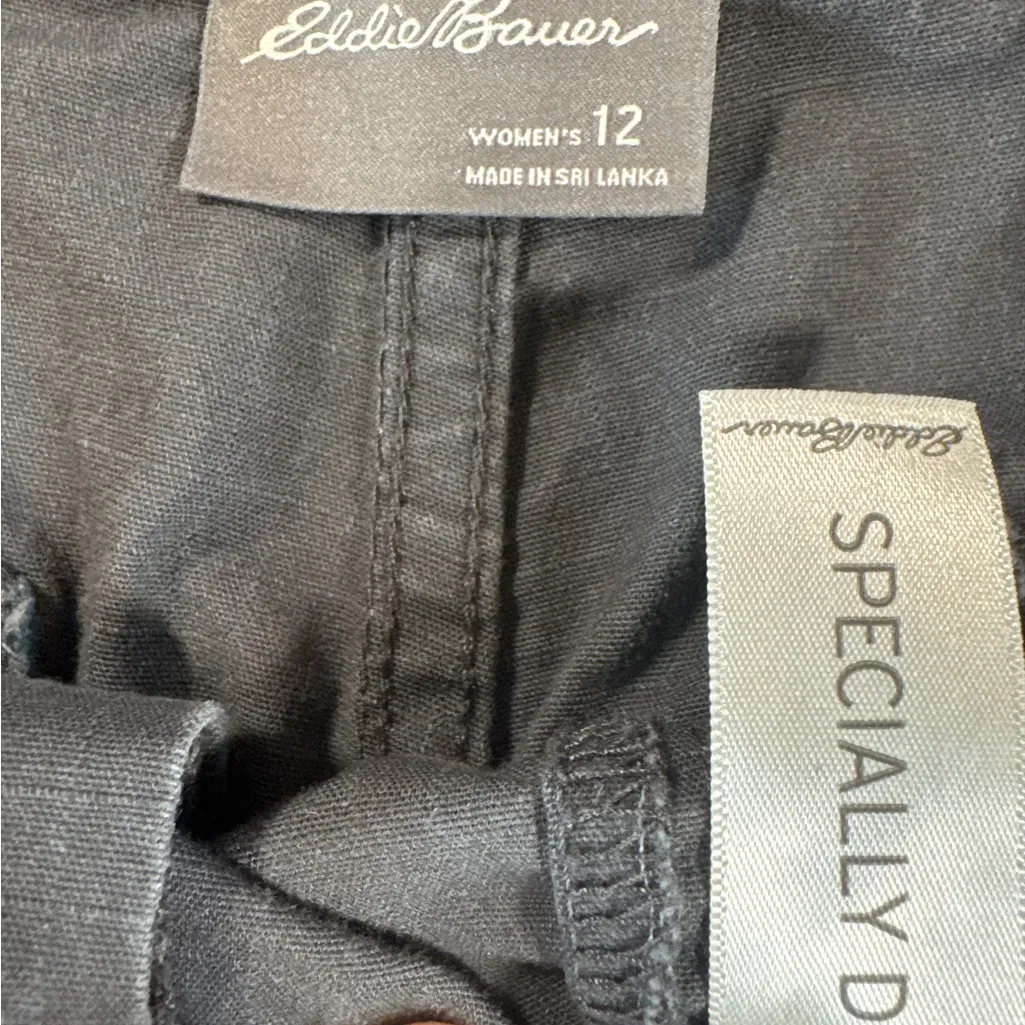 Eddie Bauer
WOMEN'S 12
MADE IN SRI LANKA
Eddie Bauer
SPECIALLY D